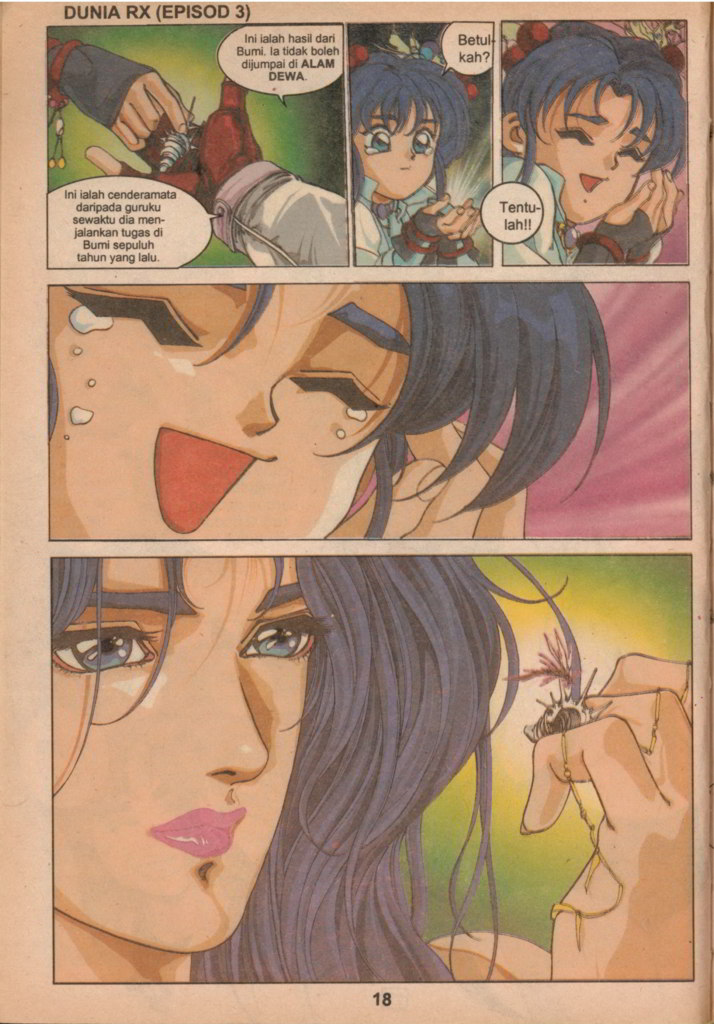 DUNIA RX (EPISOD 3)
Ini ialah hasil dari
Bumi. Ia tidak boleh
dijumpai di ALAM
DEWA.
Ini ialah cenderamata
daripada guruku
sewaktu dia men-
jalankan tugas di
Bumi sepuluh
tahun yang lalu.
Betul-
kah?
Tentu-
lah!!
18